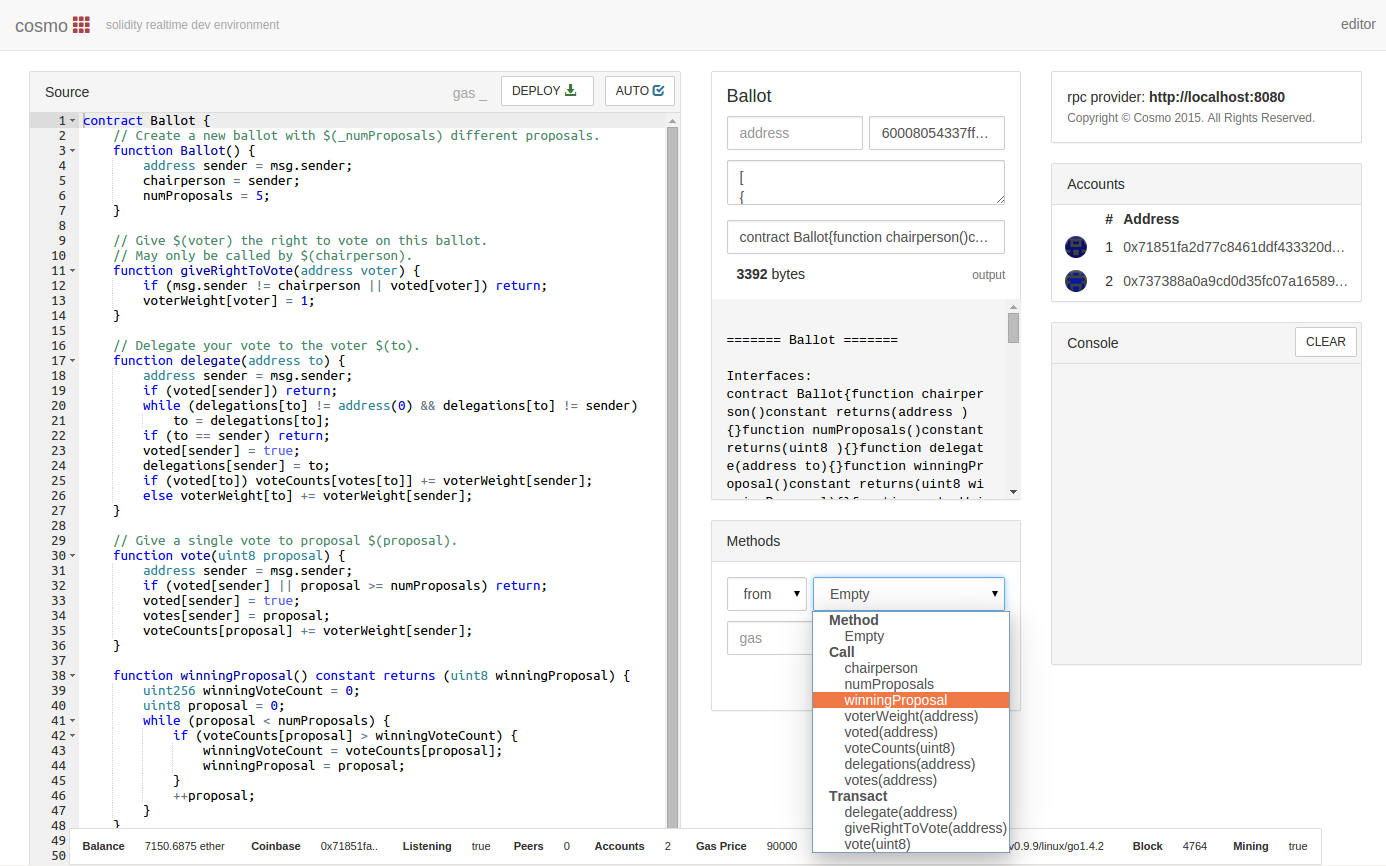 cosmo solidity realtime dev environment editor
Source gas _ DEPLOY AUTO
1 contract Ballot {
2 // Create a new ballot with $(_numProposals) different proposals.
3 function Ballot() {
4 address sender = msg.sender;
5 chairperson = sender;
6 numProposals = 5;
7 }
8
9 // Give $(voter) the right to vote on this ballot.
10 // May only be called by $(chairperson).
11 function giveRightToVote(address voter) {
12 if (msg.sender != chairperson || voted[voter]) return;
13 voterWeight[voter] = 1;
14 }
15
16 // Delegate your vote to the voter $(to).
17 function delegate(address to) {
18 address sender = msg.sender;
19 if (voted[sender]) return;
20 while (delegations[to] != address(0) && delegations[to] != sender)
21 to = delegations[to];
22 if (to == sender) return;
23 voted[sender] = true;
24 delegations[sender] = to;
25 if (voted[to]) voteCounts[votes[to]] += voterWeight[sender];
26 else voterWeight[to] += voterWeight[sender];
27 }
28
29 // Give a single vote to proposal $(proposal).
30 function vote(uint8 proposal) {
31 address sender = msg.sender;
32 if (voted[sender] || proposal >= numProposals) return;
33 voted[sender] = true;
34 votes[sender] = proposal;
35 voteCounts[proposal] += voterWeight[sender];
36 }
37
38 function winningProposal() constant returns (uint8 winningProposal) {
39 uint256 winningVoteCount = 0;
40 uint8 proposal = 0;
41 while (proposal < numProposals) {
42 if (voteCounts[proposal] > winningVoteCount) {
43 winningVoteCount = voteCounts[proposal];
44 winningProposal = proposal;
45 }
46 ++proposal;
47 }
48 }
49
50
Ballot
address 60008054337ff...
[
{
contract Ballot{function chairperson()c...
3392 bytes output
======= Ballot =======
Interfaces:
contract Ballot{function chairper
son()constant returns(address )
{}function numProposals()constant
returns(uint8 ){}function delegat
e(address to){}function winningPr
oposal()constant returns(uint8 wi
Methods
from Empty
gas
Method
Empty
Call
chairperson
numProposals
winningProposal
voterWeight(address)
voted(address)
voteCounts(uint8)
delegations(address)
votes(address)
Transact
delegate(address)
giveRightToVote(address)
vote(uint8)
rpc provider: http://localhost:8080
Copyright © Cosmo 2015. All Rights Reserved.
Accounts
# Address
1 0x71851fa2d77c8461ddf433320d...
2 0x737388a0a9cd0d35fc07a16589...
Console CLEAR
Balance 7150.6875 ether Coinbase 0x71851fa.. Listening true Peers 0 Accounts 2 Gas Price 90000 v0.9.9/linux/go1.4.2 Block 4764 Mining true